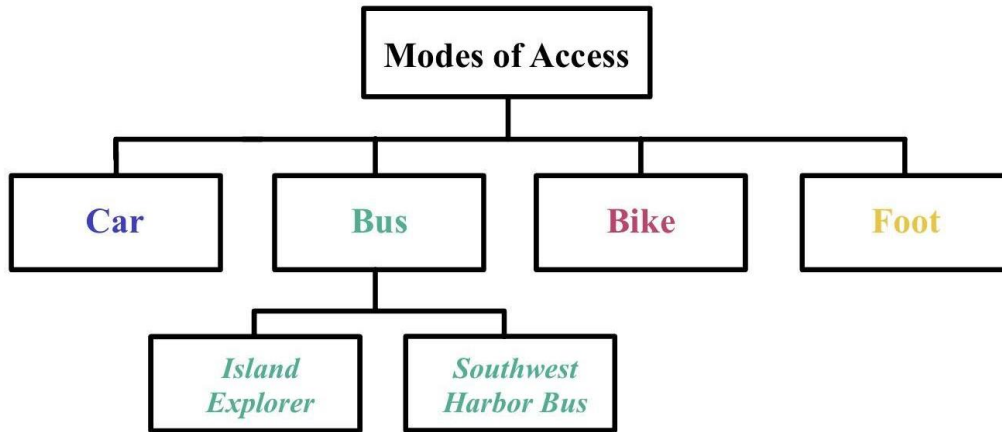 Modes of Access
Car
Bus
Bike
Foot
Island
Explorer
Southwest
Harbor Bus